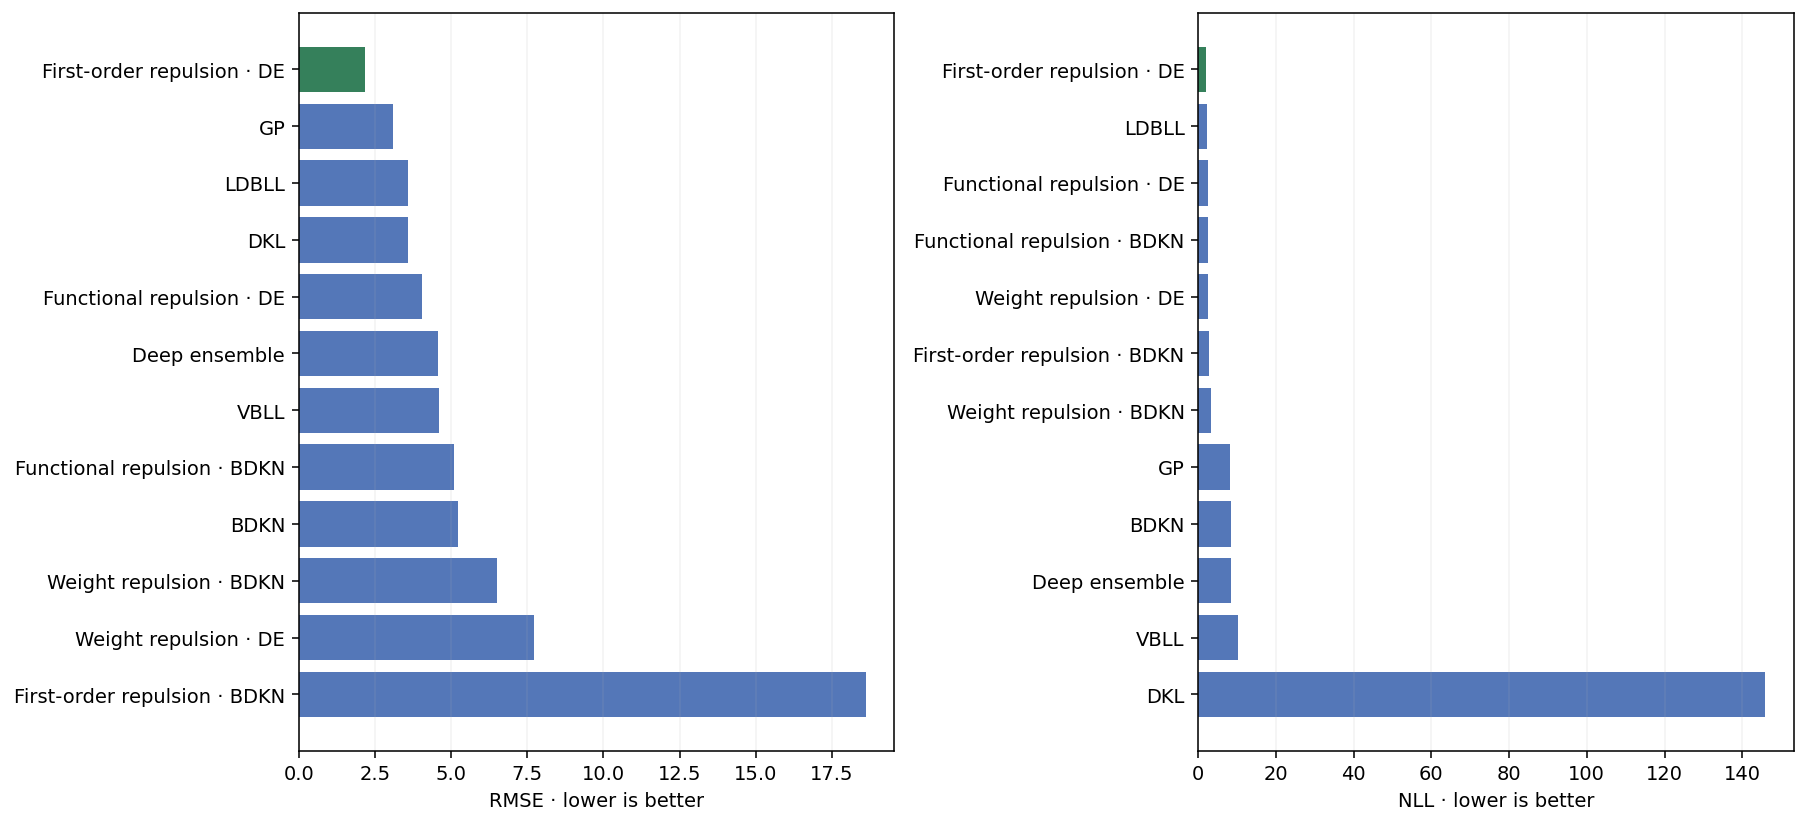 First-order repulsion · DE
GP
LDBLL
DKL
Functional repulsion · DE
Deep ensemble
VBLL
Functional repulsion · BDKN
BDKN
Weight repulsion · BDKN
Weight repulsion · DE
First-order repulsion · BDKN
0.0 2.5 5.0 7.5 10.0 12.5 15.0 17.5
RMSE · lower is better
First-order repulsion · DE
LDBLL
Functional repulsion · DE
Functional repulsion · BDKN
Weight repulsion · DE
First-order repulsion · BDKN
Weight repulsion · BDKN
GP
BDKN
Deep ensemble
VBLL
DKL
0 20 40 60 80 100 120 140
NLL · lower is better